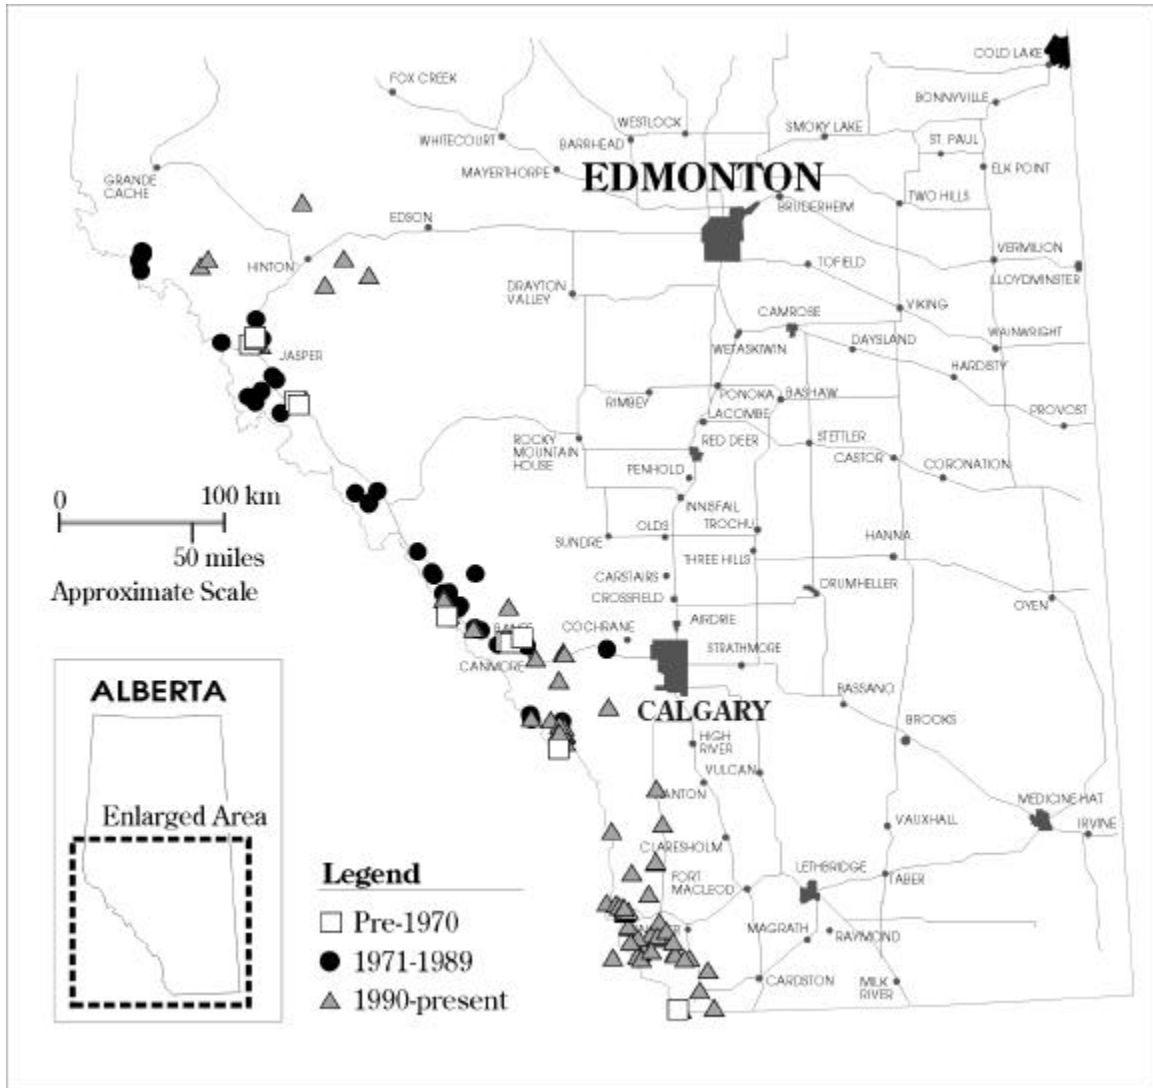 COLD LAKE
FOX CREEK
BONNYVILLE
WESTLOCK
SMOKY LAKE
WHITECOURT
BARRHEAD
ST. PAUL
MAYERTHORPE
EDMONTON
ELK POINT
GRANDE
CACHE
TWO HILLS
BRUDERHEIM
EDSON
VERMILION
HINTON
TOFIELD
LLOYDMINSTER
DRAYTON
VALLEY
VIKING
CAMROSE
WAINWRIGHT
WETASKIWIN
DAYSLAND
JASPER
HARDISTY
RIMBEY
PONOKA
BASHAW
LACOMBE
PROVOST
ROCKY
MOUNTAIN
HOUSE
RED DEER
STETTLER
CASTOR
CORONATION
PENHOLD
0
100 km
50 miles
Approximate Scale
INNSFAIL
OLDS
TROCHU
HANNA
SUNDRE
THREE HILLS
CARSTAIRS
DRUMHELLER
CROSSFIELD
OYEN
AIRDRIE
COCHRANE
STRATHMORE
CANMORE
BASSANO
CALGARY
BROOKS
HIGH
RIVER
VULCAN
ANTON
MEDICINE HAT
IRVINE
VAUXHALL
CLARESHOLM
LETHBRIDGE
FORT
MACLEOD
TABER
MAGRATH
RAYMOND
CARDSTON
MILK
RIVER
ALBERTA
Enlarged Area
Legend
Pre-1970
1971-1989
1990-present